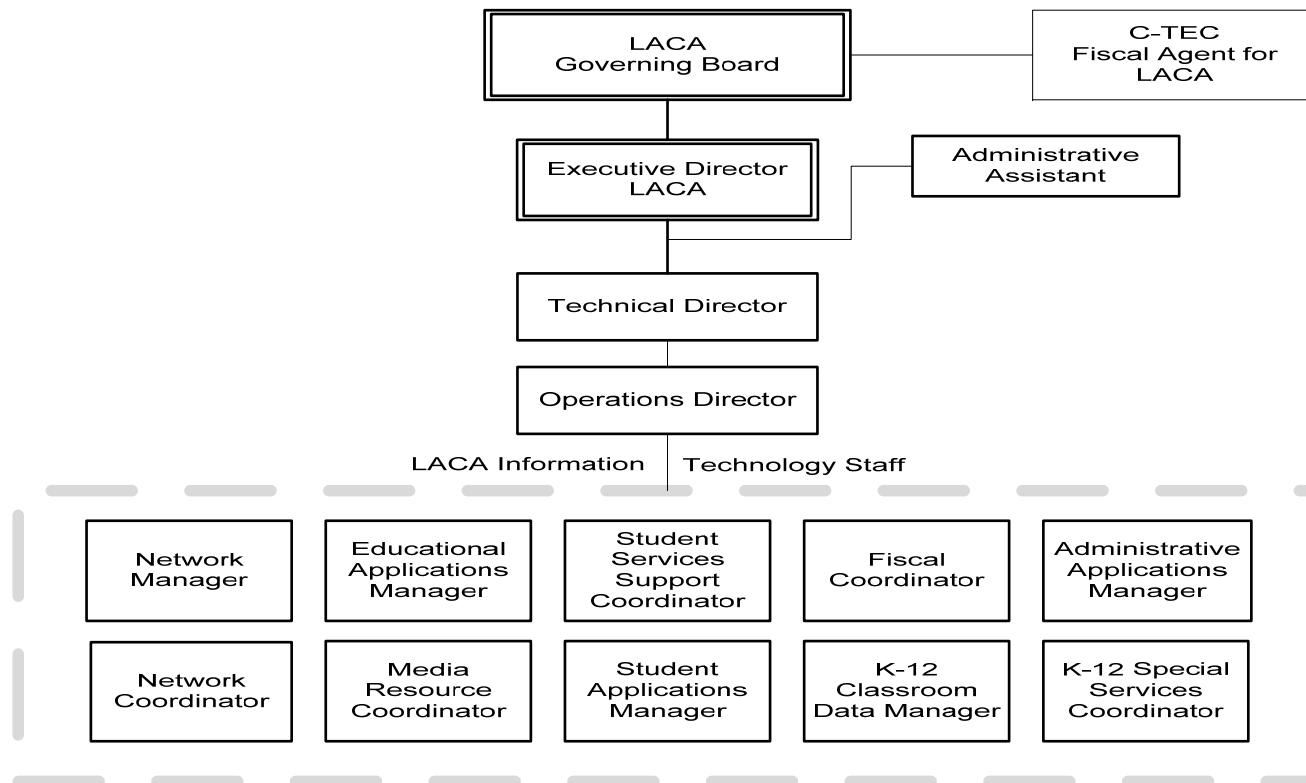 LACA
Governing Board
C-TEC
Fiscal Agent for
LACA
Executive Director
LACA
Administrative
Assistant
Technical Director
Operations Director
LACA Information Technology Staff
Network
Manager
Educational
Applications
Manager
Student
Services
Support
Coordinator
Fiscal
Coordinator
Administrative
Applications
Manager
Network
Coordinator
Media
Resource
Coordinator
Student
Applications
Manager
K-12
Classroom
Data Manager
K-12 Special
Services
Coordinator